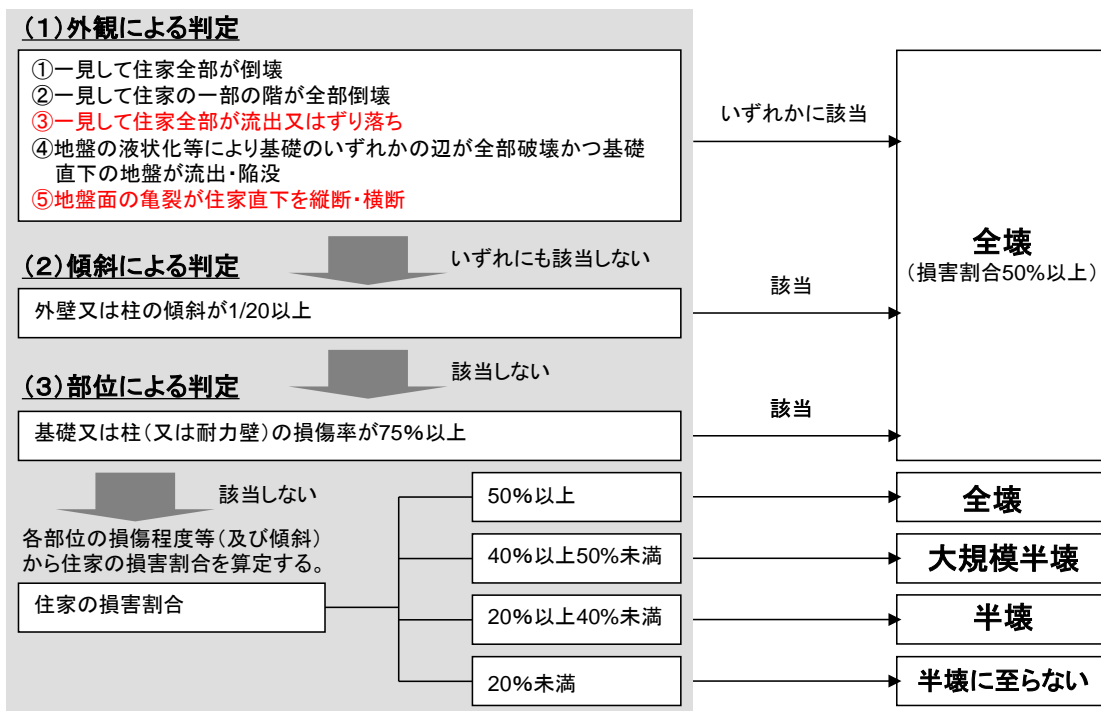 (1)外観による判定
①一見して住家全部が倒壊
②一見して住家の一部の階が全部倒壊
③一見して住家全部が流出又はずり落ち
④地盤の液状化等により基礎のいずれかの辺が全部破壊かつ基礎
直下の地盤が流出・陥没
⑤地盤面の亀裂が住家直下を縦断・横断
いずれかに該当
全壊
(損害割合50%以上)
いずれにも該当しない
(2)傾斜による判定
外壁又は柱の傾斜が1/20以上
該当
該当しない
(3)部位による判定
基礎又は柱(又は耐力壁)の損傷率が75%以上
該当
該当しない
各部位の損傷程度等(及び傾斜)
から住家の損害割合を算定する。
住家の損害割合
50%以上
全壊
40%以上50%未満
大規模半壊
20%以上40%未満
半壊
20%未満
半壊に至らない